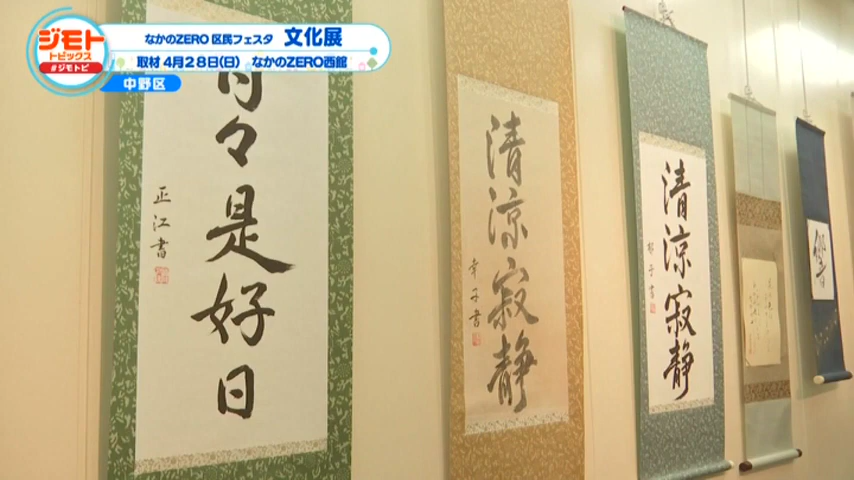 ジモト
トピックス
#ジモトピ
なかのZERO 区民フェスタ 文化展
取材 4月28日(日) なかのZERO西館
中野区
日々是好日
正江書
清涼寂静
幸子書
清涼寂静
郁子書
響